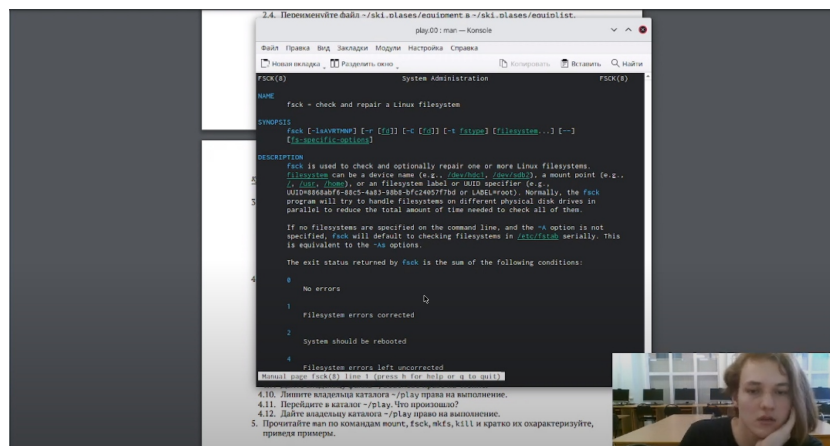 2.4. Переименуйте файл ~/ski.plases/equipment в ~/ski.plases/equiplist.
play.00 : man — Konsole
Файл Правка Вид Закладки Модули Настройка Справка
Новая вкладка Разделить окно Копировать Вставить Найти
FSCK(8) System Administration FSCK(8)
NAME
fsck - check and repair a Linux filesystem
SYNOPSIS
fsck [-lsAVRTMNP] [-r [fd]] [-C [fd]] [-t fstype] [filesystem...] [--]
[fs-specific-options]
DESCRIPTION
fsck is used to check and optionally repair one or more Linux filesystems.
filesystem can be a device name (e.g., /dev/hdc1, /dev/sdb2), a mount point (e.g.,
/, /usr, /home), or an filesystem label or UUID specifier (e.g.,
UUID=8868abf6-88c5-4a83-98b8-bfc24057f7bd or LABEL=root). Normally, the fsck
program will try to handle filesystems on different physical disk drives in
parallel to reduce the total amount of time needed to check all of them.
If no filesystems are specified on the command line, and the -A option is not
specified, fsck will default to checking filesystems in /etc/fstab serially. This
is equivalent to the -As options.
The exit status returned by fsck is the sum of the following conditions:
0
No errors
1
Filesystem errors corrected
2
System should be rebooted
4
Filesystem errors left uncorrected
Manual page fsck(8) line 1 (press h for help or q to quit)
3
4
4.10. Лишите владельца каталога ~/play права на выполнение.
4.11. Перейдите в каталог ~/play. Что произошло?
4.12. Дайте владельцу каталога ~/play право на выполнение.
5. Прочитайте man по командам mount, fsck, mkfs, kill и кратко их охарактеризуйте,
приведя примеры.